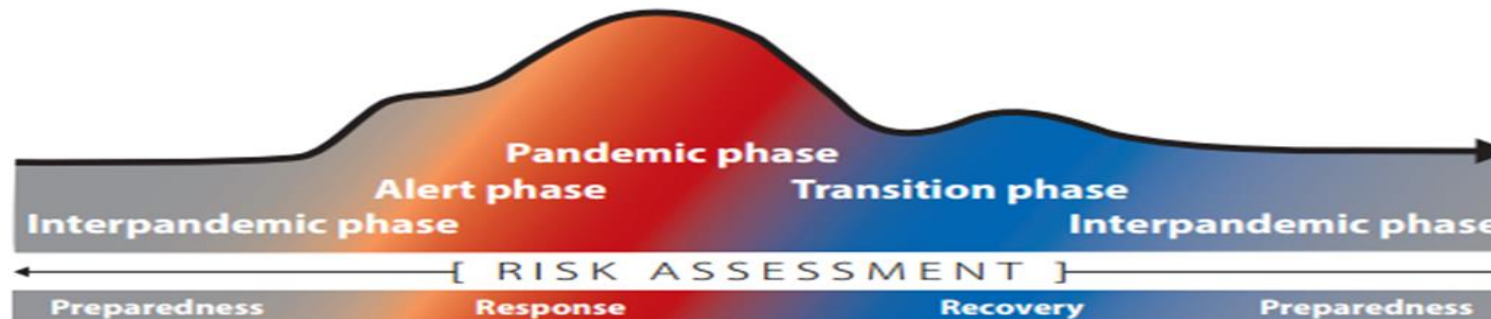 Pandemic phase
Alert phase
Transition phase
Interpandemic phase
Interpandemic phase
[ RISK ASSESSMENT ]
Preparedness
Response
Recovery
Preparedness